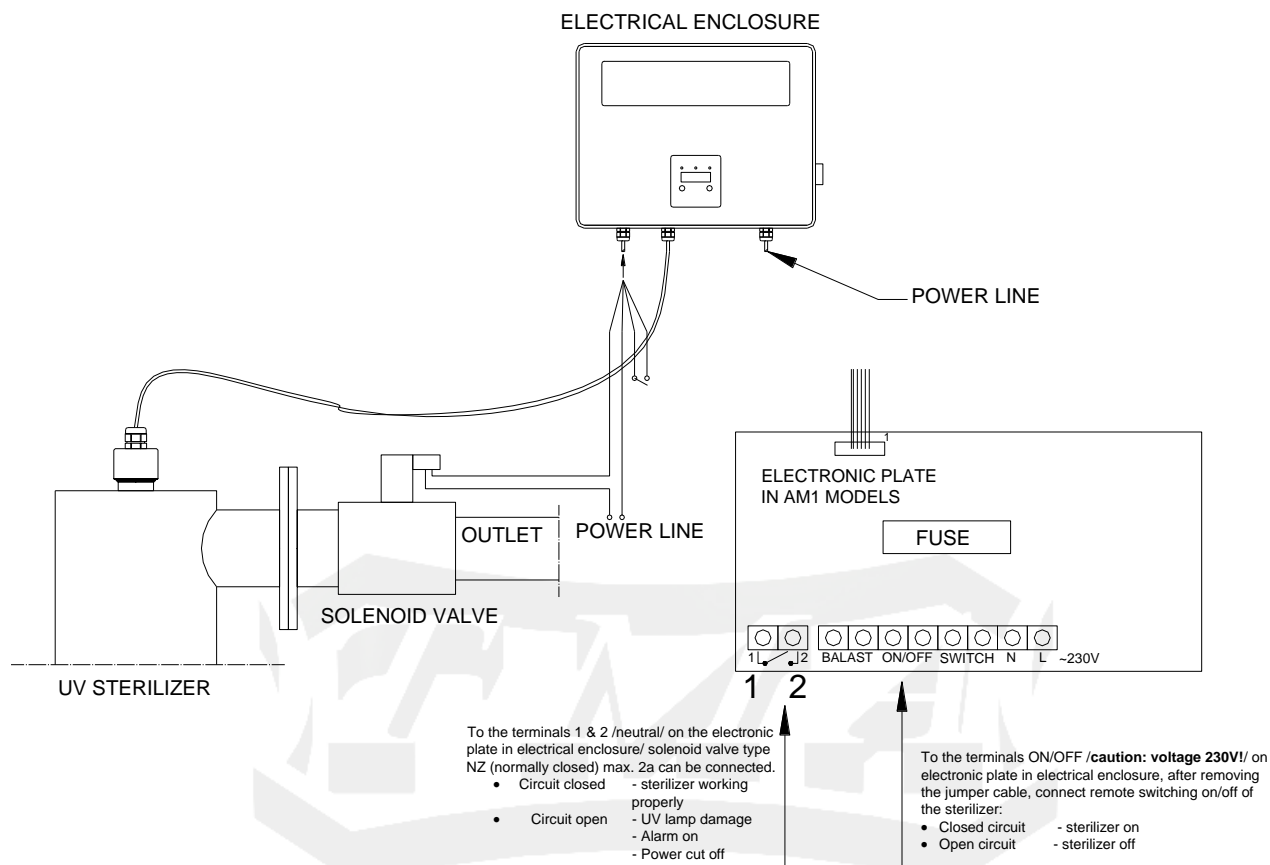 ELECTRICAL ENCLOSURE
POWER LINE
1
ELECTRONIC PLATE
IN AM1 MODELS
FUSE
OUTLET
POWER LINE
SOLENOID VALVE
UV STERILIZER
1 2 BALAST ON/OFF SWITCH N L ~230V
1 2
To the terminals 1 & 2 /neutral/ on the electronic
plate in electrical enclosure/ solenoid valve type
NZ (normally closed) max. 2a can be connected.
• Circuit closed - sterilizer working
properly
• Circuit open - UV lamp damage
- Alarm on
- Power cut off
To the terminals ON/OFF /caution: voltage 230V!/ on
electronic plate in electrical enclosure, after removing
the jumper cable, connect remote switching on/off of
the sterilizer:
• Closed circuit - sterilizer on
• Open circuit - sterilizer off
TMA